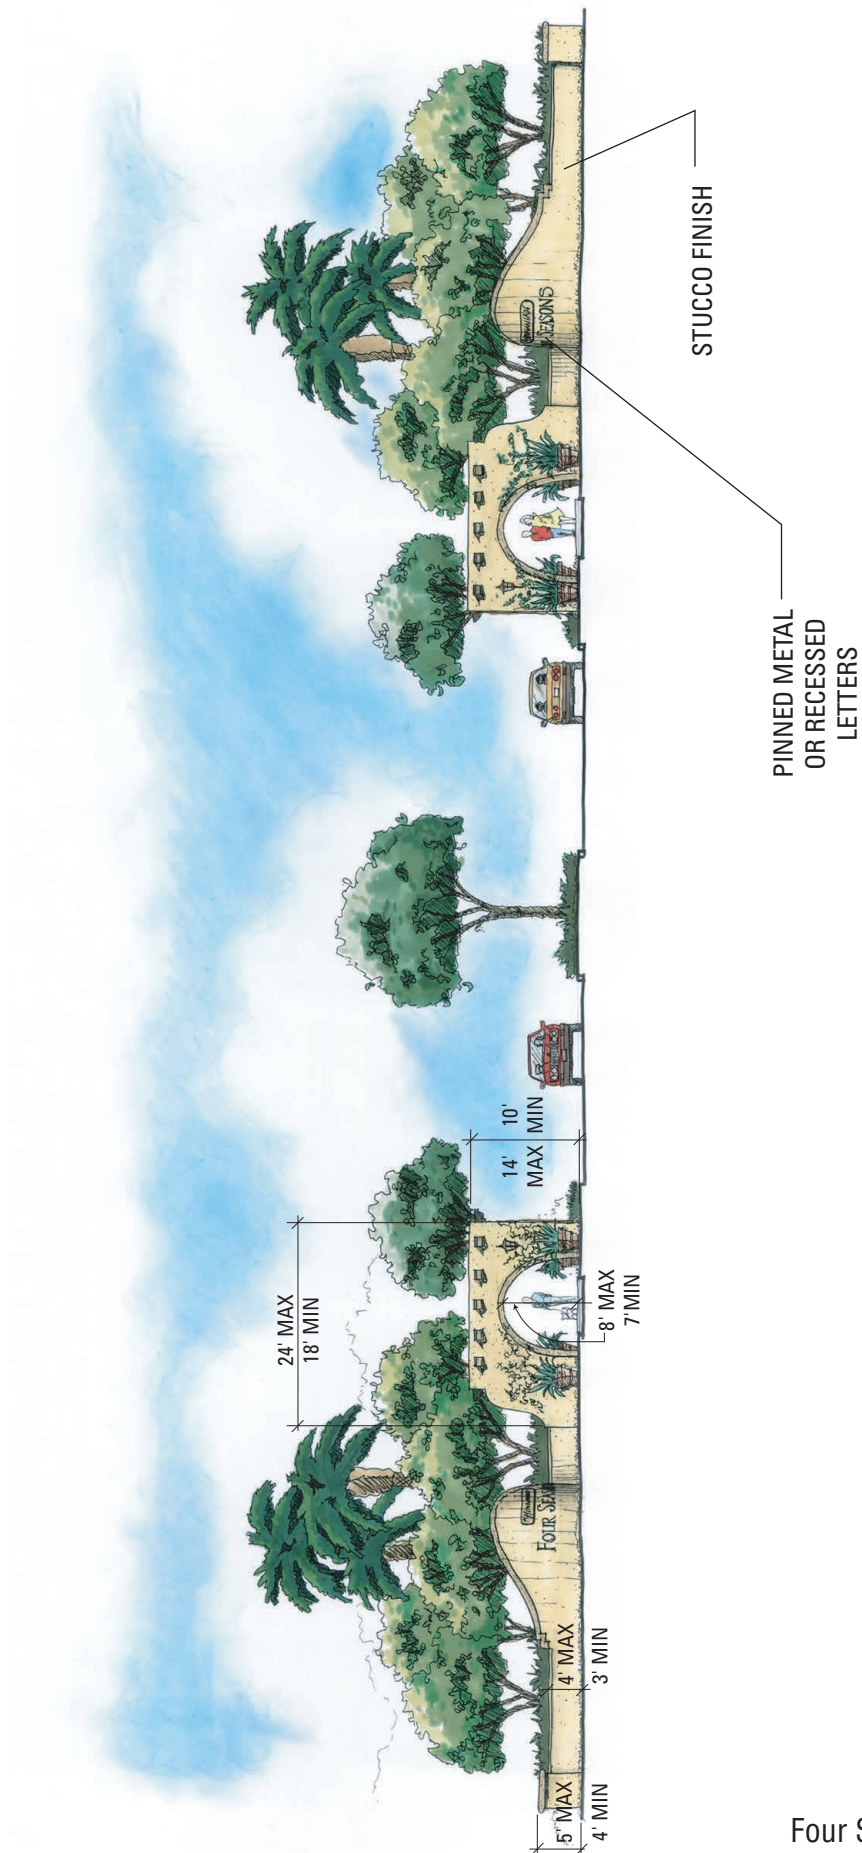 5' MAX
4' MIN
4' MAX
3' MIN
FOUR SEA
24' MAX
18' MIN
8' MAX
7' MIN
14'
MAX
10'
MIN
SEASONS
STUCCO FINISH
PINNED METAL
OR RECESSED
LETTERS
Four S